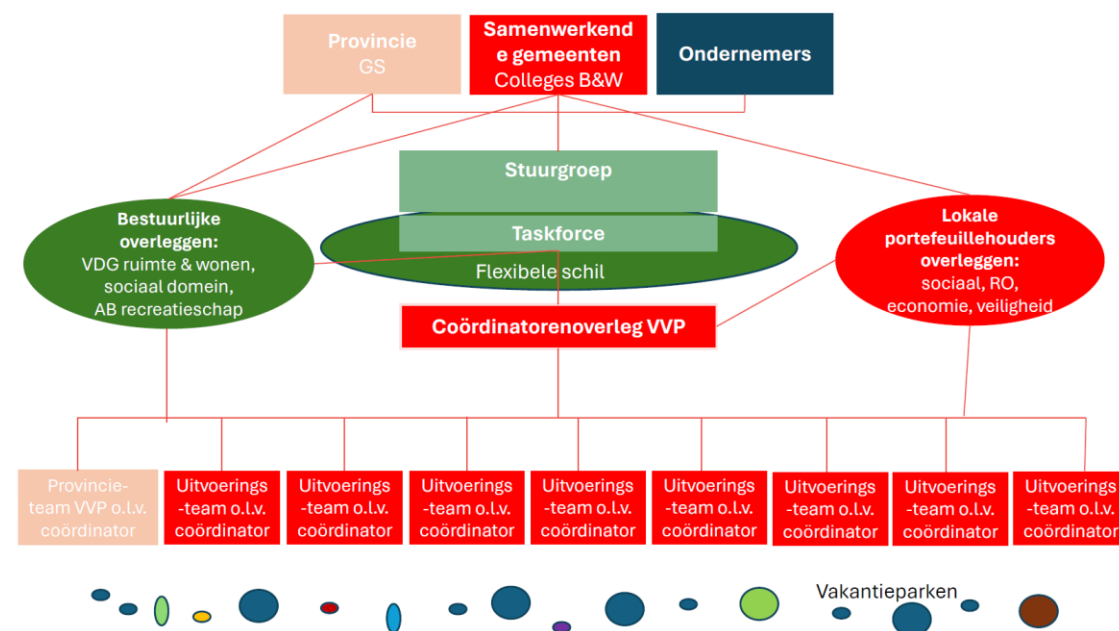 Provincie
GS
Samenwerkend
e gemeenten
Colleges B&W
Ondernemers
Stuurgroep
Taskforce
Flexibele schil
Bestuurlijke
overleggen:
VDG ruimte & wonen,
sociaal domein,
AB recreatieschap
Lokale
portefeuillehouders
overleggen:
sociaal, RO,
economie, veiligheid
Coördinatorenoverleg VVP
Provincie-
team VVP o.l.v.
coördinator
Uitvoerings
-team o.l.v.
coördinator
Uitvoerings
-team o.l.v.
coördinator
Uitvoerings
-team o.l.v.
coördinator
Uitvoerings
-team o.l.v.
coördinator
Uitvoerings
-team o.l.v.
coördinator
Uitvoerings
-team o.l.v.
coördinator
Uitvoerings
-team o.l.v.
coördinator
Uitvoerings
-team o.l.v.
coördinator
Vakantieparken